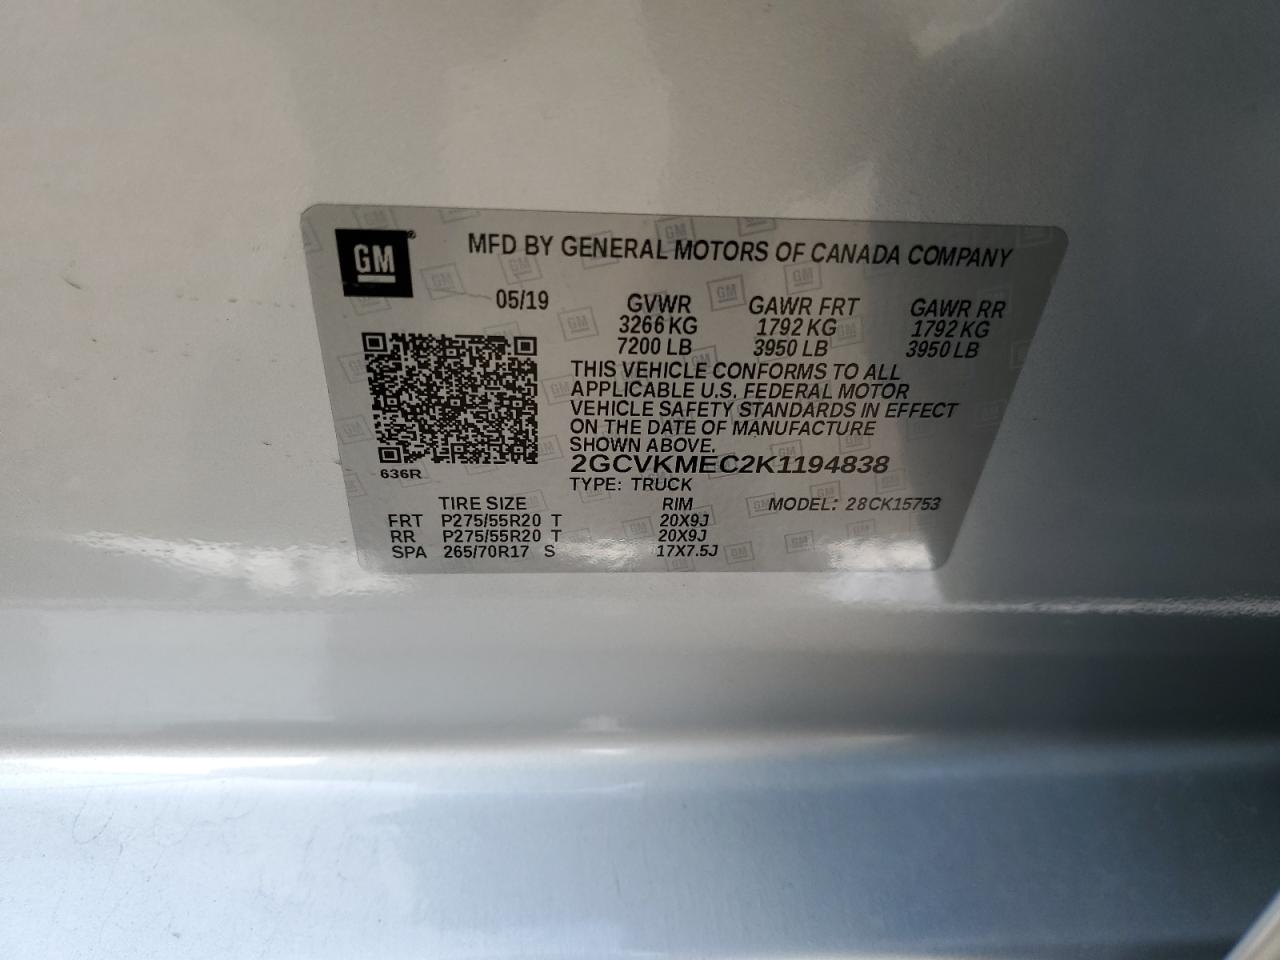 GM
MFD BY GENERAL MOTORS OF CANADA COMPANY
05/19 GVWR GAWR FRT GAWR RR
3266 KG 1792 KG 1792 KG
7200 LB 3950 LB 3950 LB
THIS VEHICLE CONFORMS TO ALL
APPLICABLE U.S. FEDERAL MOTOR
VEHICLE SAFETY STANDARDS IN EFFECT
ON THE DATE OF MANUFACTURE
SHOWN ABOVE.
636R 2GCVKMEC2K1194838
TYPE: TRUCK
TIRE SIZE RIM MODEL: 28CK15753
FRT P275/55R20 T 20X9J
RR P275/55R20 T 20X9J
SPA 265/70R17 S 17X7.5J